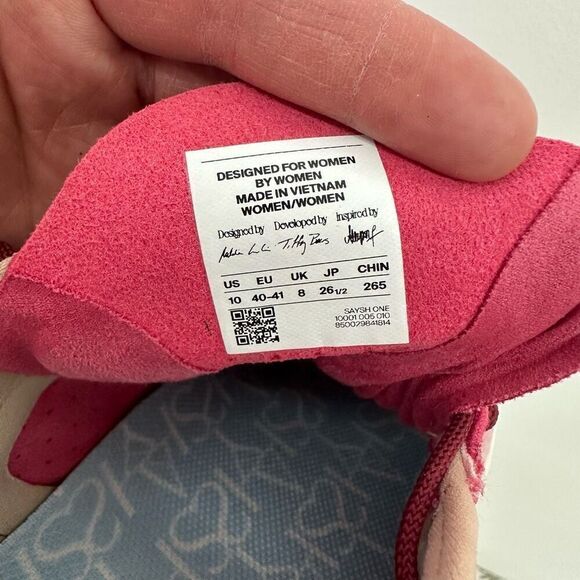 DESIGNED FOR WOMEN
BY WOMEN
MADE IN VIETNAM
WOMEN/WOMEN
Designed by Developed by Inspired by
US EU UK JP CHIN
10 40-41 8 26 1/2 265
SAYSH ONE
10001 005 010
850029841814